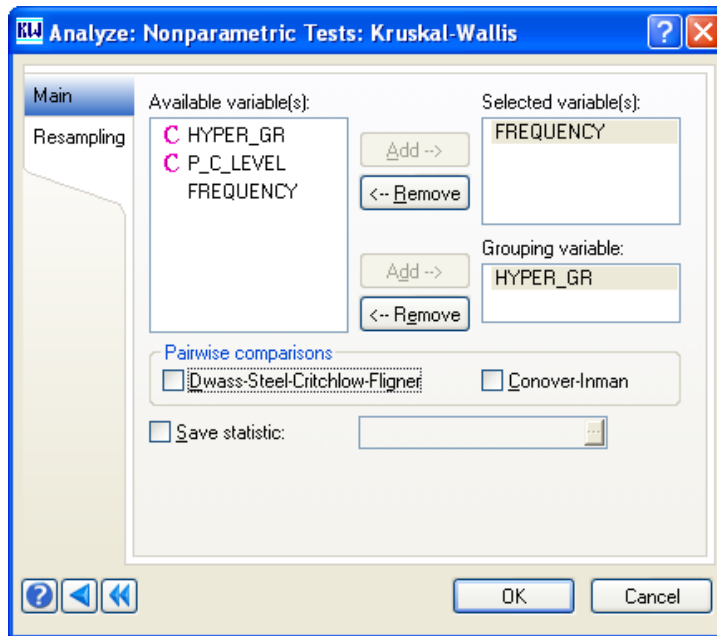 KW Analyze: Nonparametric Tests: Kruskal-Wallis
?
Main
Resampling
Available variable(s):
C HYPER_GR
C P_C_LEVEL
FREQUENCY
Add -->
<-- Remove
Selected variable(s):
FREQUENCY
Add -->
<-- Remove
Grouping variable:
HYPER_GR
Pairwise comparisons
Dwass-Steel-Critchlow-Fligner
Conover-Inman
Save statistic:
...
?
OK
Cancel